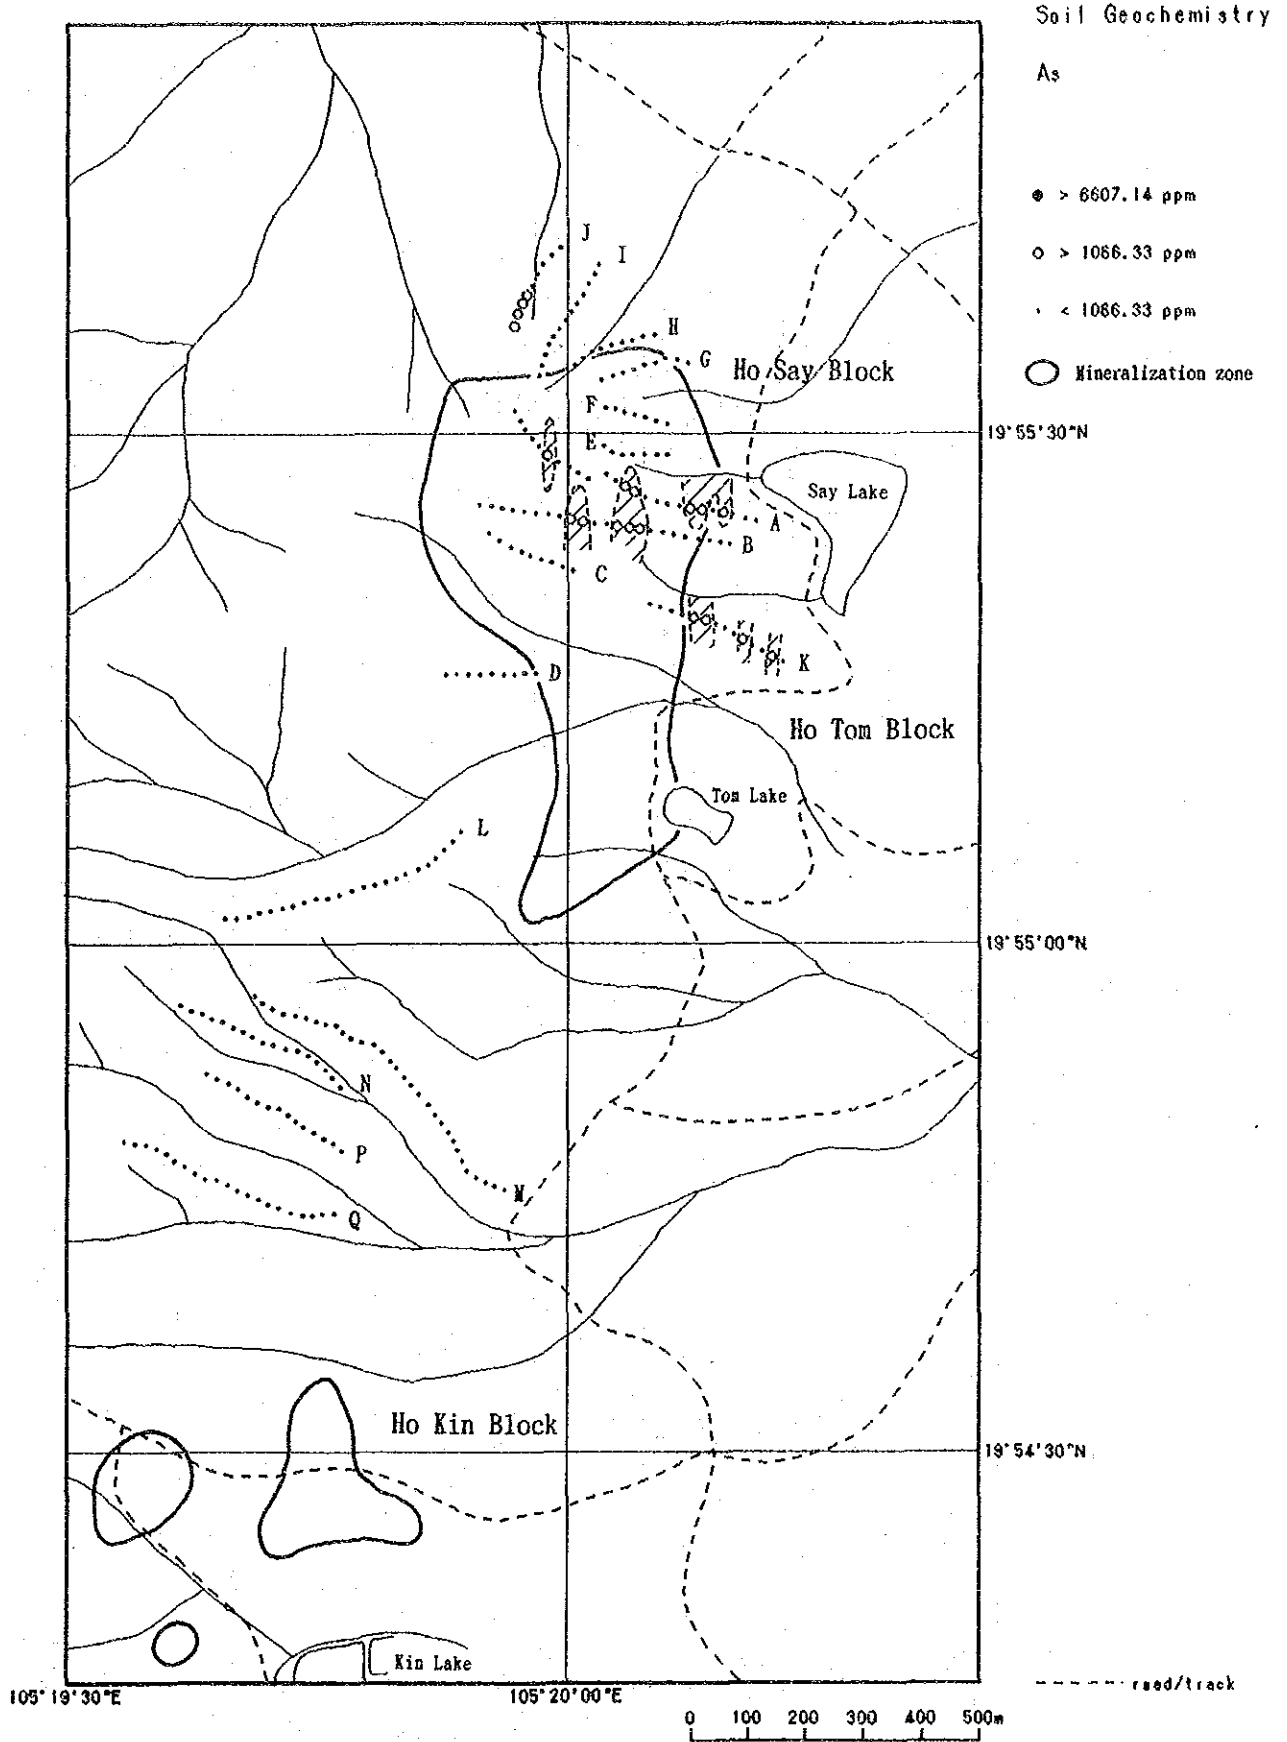 Soil Geochemistry
As
> 6607.14 ppm
> 1066.33 ppm
< 1066.33 ppm
Mineralization zone
J
I
H
G
Ho Say Block
F
19°55'30"N
E
Say Lake
A
B
C
K
D
Ho Tom Block
Tom Lake
L
19°55'00"N
N
P
M
Q
Ho Kin Block
19°54'30"N
Kin Lake
105°19'30"E
105°20'00"E
road/track
0 100 200 300 400 500m